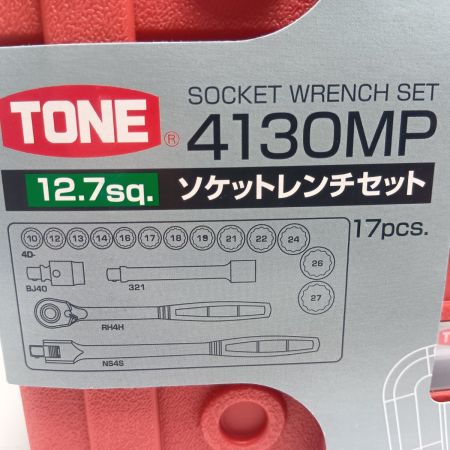 TONE ®
SOCKET WRENCH SET
4130MP
12.7sq. ソケットレンチセット
17pcs.
10 12 13 14 16 17 18 19 21 22 24
4D-
26
BJ40 321
27
RH4H
NS4S
TONE